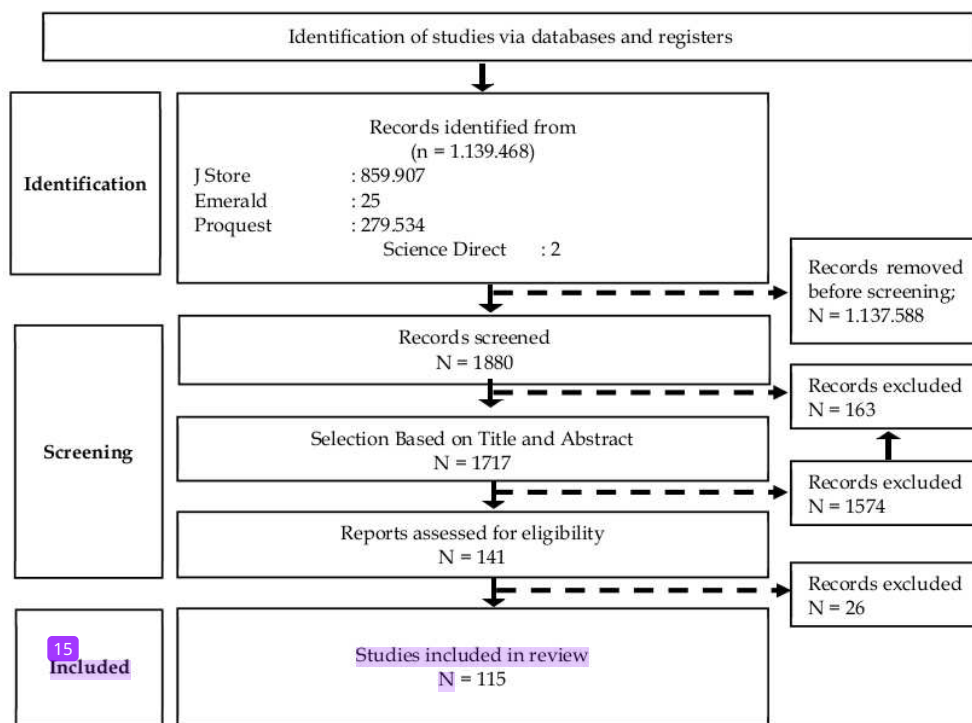 Identification of studies via databases and registers
Identification
Records identified from
(n = 1.139.468)
J Store : 859.907
Emerald : 25
Proquest : 279.534
Science Direct : 2
Records removed
before screening;
N = 1.137.588
Screening
Records screened
N = 1880
Records excluded
N = 163
Selection Based on Title and Abstract
N = 1717
Records excluded
N = 1574
Reports assessed for eligibility
N = 141
Records excluded
N = 26
15
Included
Studies included in review
N = 115